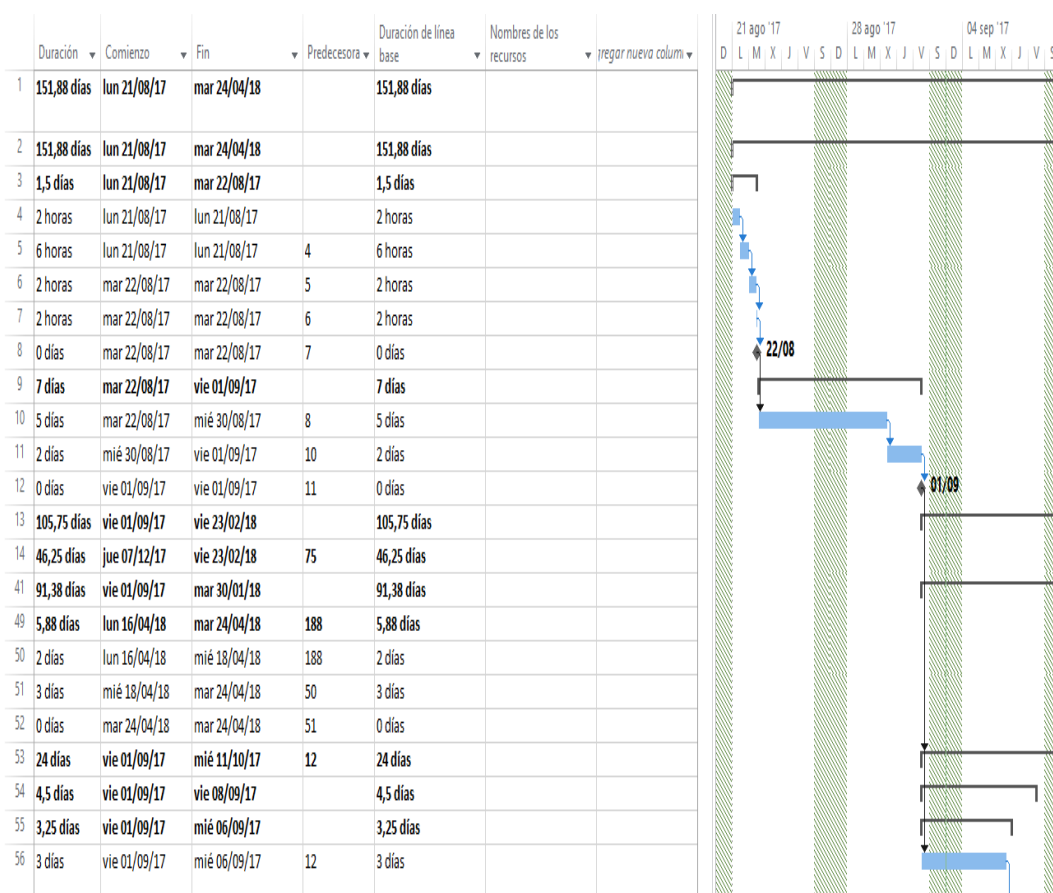 Duración Comienzo Fin Predecesora Duración de línea base Nombres de los recursos regar nueva colum
21 ago '17 28 ago '17 04 sep '17
D L M X J V S D L M X J V S D L M X J V S
1 151,88 días lun 21/08/17 mar 24/04/18 151,88 días
2 151,88 días lun 21/08/17 mar 24/04/18 151,88 días
3 1,5 días lun 21/08/17 mar 22/08/17 1,5 días
4 2 horas lun 21/08/17 lun 21/08/17 2 horas
5 6 horas lun 21/08/17 lun 21/08/17 4 6 horas
6 2 horas mar 22/08/17 mar 22/08/17 5 2 horas
7 2 horas mar 22/08/17 mar 22/08/17 6 2 horas
8 0 días mar 22/08/17 mar 22/08/17 7 0 días 22/08
9 7 días mar 22/08/17 vie 01/09/17 7 días
10 5 días mar 22/08/17 mié 30/08/17 8 5 días
11 2 días mié 30/08/17 vie 01/09/17 10 2 días
12 0 días vie 01/09/17 vie 01/09/17 11 0 días 01/09
13 105,75 días vie 01/09/17 vie 23/02/18 105,75 días
14 46,25 días jue 07/12/17 vie 23/02/18 75 46,25 días
41 91,38 días vie 01/09/17 mar 30/01/18 91,38 días
49 5,88 días lun 16/04/18 mar 24/04/18 188 5,88 días
50 2 días lun 16/04/18 mié 18/04/18 188 2 días
51 3 días mié 18/04/18 mar 24/04/18 50 3 días
52 0 días mar 24/04/18 mar 24/04/18 51 0 días
53 24 días vie 01/09/17 mié 11/10/17 12 24 días
54 4,5 días vie 01/09/17 vie 08/09/17 4,5 días
55 3,25 días vie 01/09/17 mié 06/09/17 3,25 días
56 3 días vie 01/09/17 mié 06/09/17 12 3 días